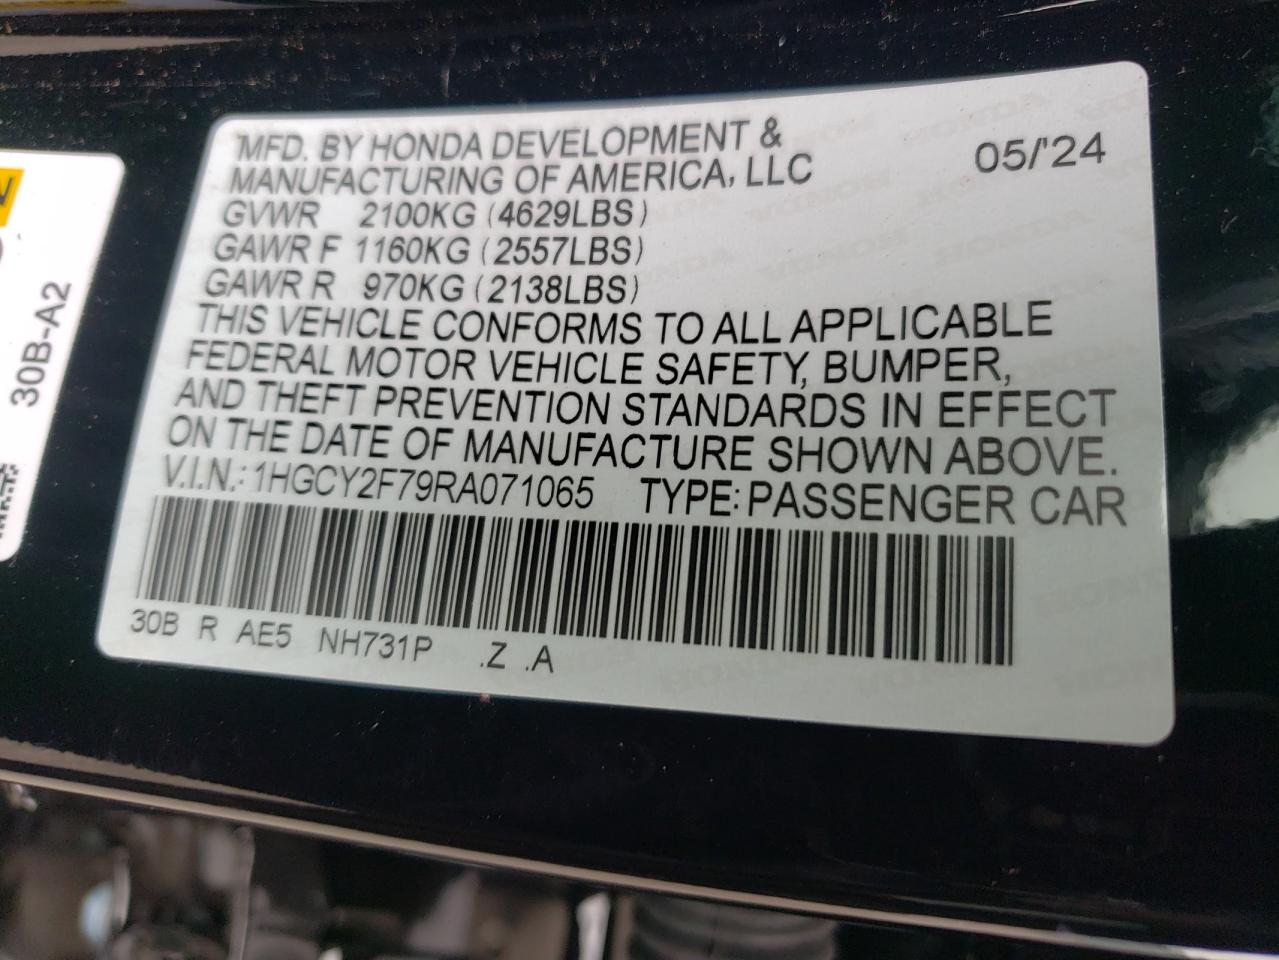 MFD. BY HONDA DEVELOPMENT &
MANUFACTURING OF AMERICA, LLC
05/'24
GVWR 2100KG (4629LBS)
GAWR F 1160KG (2557LBS)
GAWR R 970KG (2138LBS)
THIS VEHICLE CONFORMS TO ALL APPLICABLE
FEDERAL MOTOR VEHICLE SAFETY, BUMPER,
AND THEFT PREVENTION STANDARDS IN EFFECT
ON THE DATE OF MANUFACTURE SHOWN ABOVE.
V.I.N.: 1HGCY2F79RA071065 TYPE: PASSENGER CAR
30B R AE5 NH731P .Z .A
30B-A2